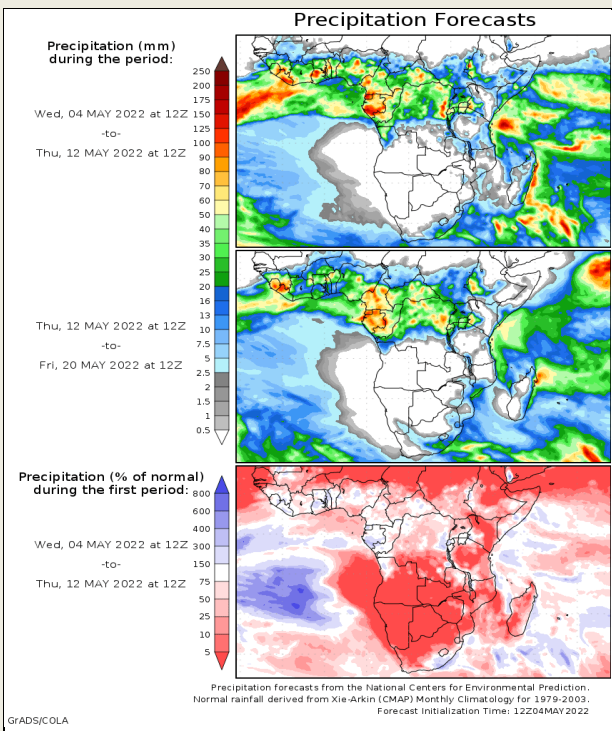 Precipitation Forecasts
Precipitation (mm)
during the period:
Wed, 04 MAY 2022 at 12Z
-to-
Thu, 12 MAY 2022 at 12Z
250
200
175
150
125
100
90
80
70
60
50
40
35
30
25
20
16
13
10
7.5
5
2.5
2
1.5
1
0.5
Thu, 12 MAY 2022 at 12Z
-to-
Fri, 20 MAY 2022 at 12Z
Precipitation (% of normal)
during the first period:
Wed, 04 MAY 2022 at 12Z
-to-
Thu, 12 MAY 2022 at 12Z
800
600
400
300
150
75
50
25
10
5
Precipitation forecasts from the National Centers for Environmental Prediction.
Normal rainfall derived from Xie-Arkin (CMAP) Monthly Climatology for 1979-2003.
Forecast Initialization Time: 12Z04MAY2022
GrADS/COLA